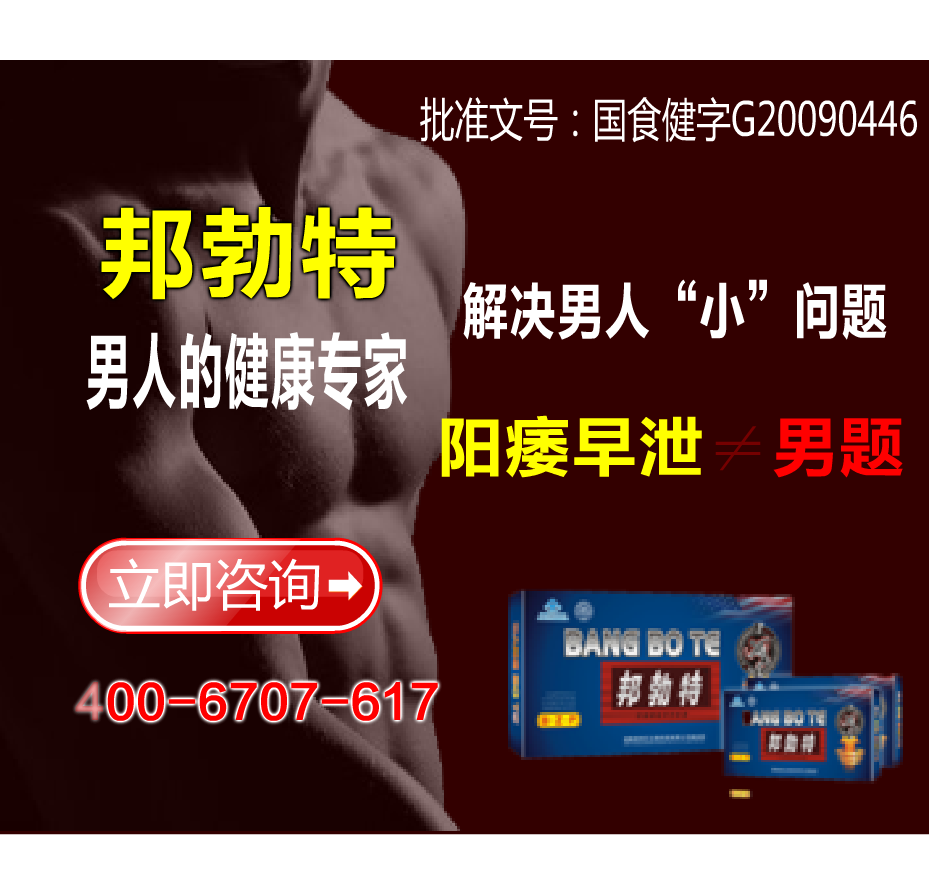 批准文号：国食健字G20090446
邦勃特
男人的健康专家
解决男人“小”问题
阳痿早泄≠男题
立即咨询
400-6707-617
BANG BO TE
邦勃特
BANG BO TE
邦勃特